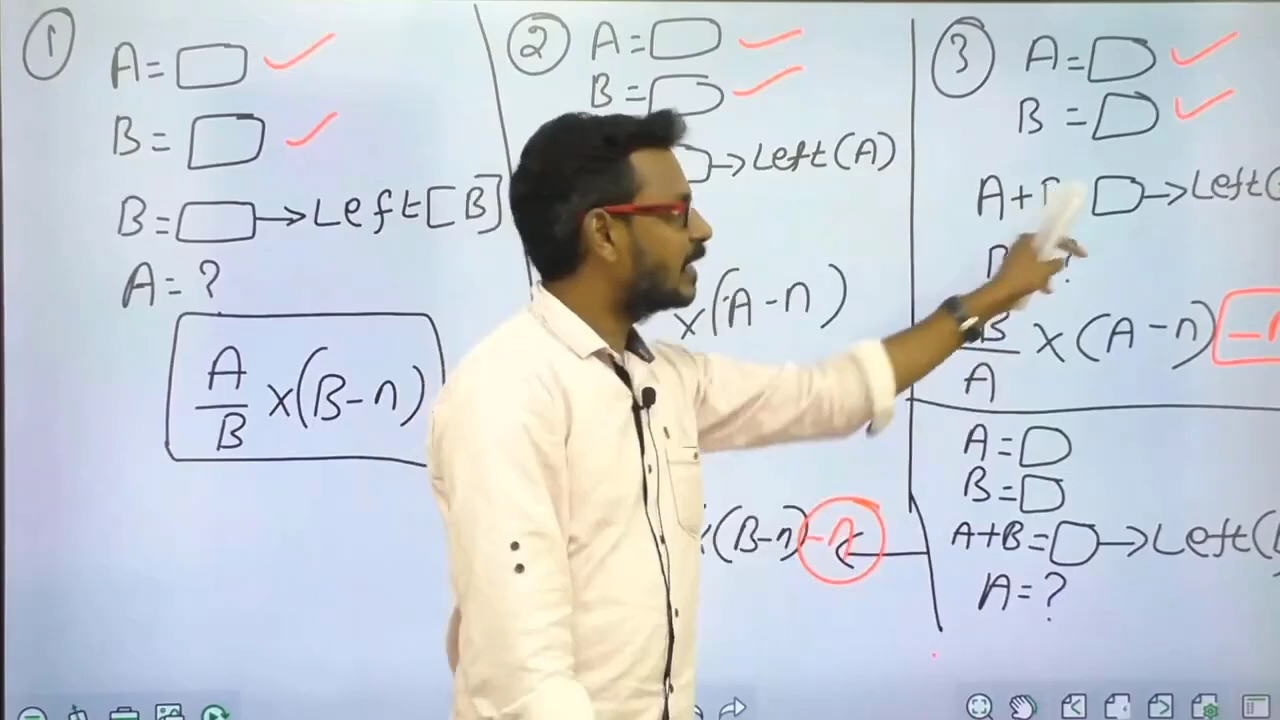 1
A = ✓
B = ✓
B = → Left [B]
A = ?
A/B ×(B-n)
2
A = ✓
B = ✓
→ Left (A)
×(A-n)
×(B-n) -n
3
A = ✓
B = ✓
A+ → Left(
?
B/A × (A-n) -n
A =
B =
A+B = → Left(B
A = ?